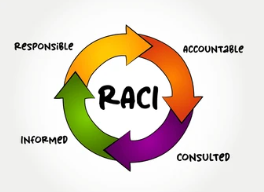 RESPONSIBLE
ACCOUNTABLE
RACI
INFORMED
CONSULTED